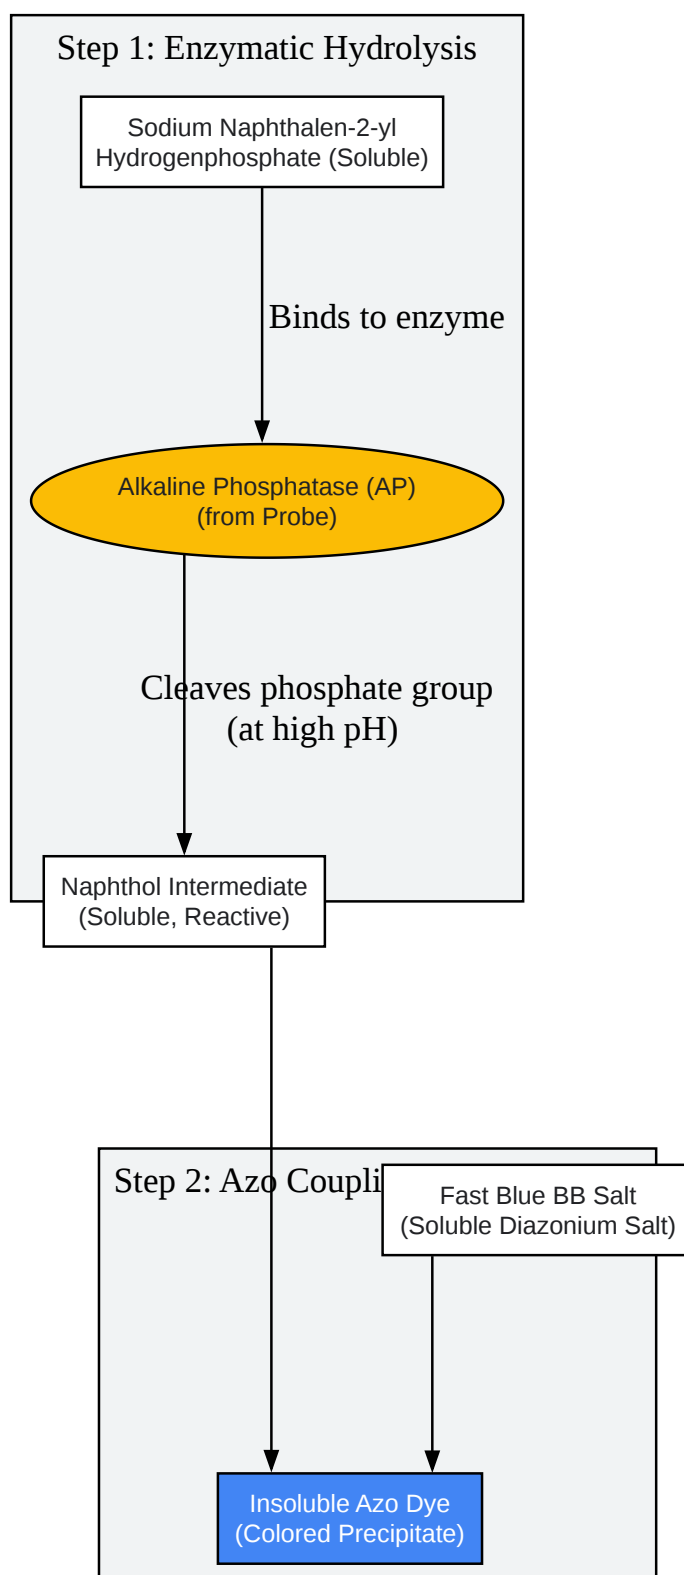 Step 1: Enzymatic Hydrolysis
Sodium Naphthalen-2-yl
Hydrogenphosphate (Soluble)
Binds to enzyme
Alkaline Phosphatase (AP)
(from Probe)
Cleaves phosphate group
(at high pH)
Naphthol Intermediate
(Soluble, Reactive)
Step 2: Azo Coupli
Fast Blue BB Salt
(Soluble Diazonium Salt)
Insoluble Azo Dye
(Colored Precipitate)